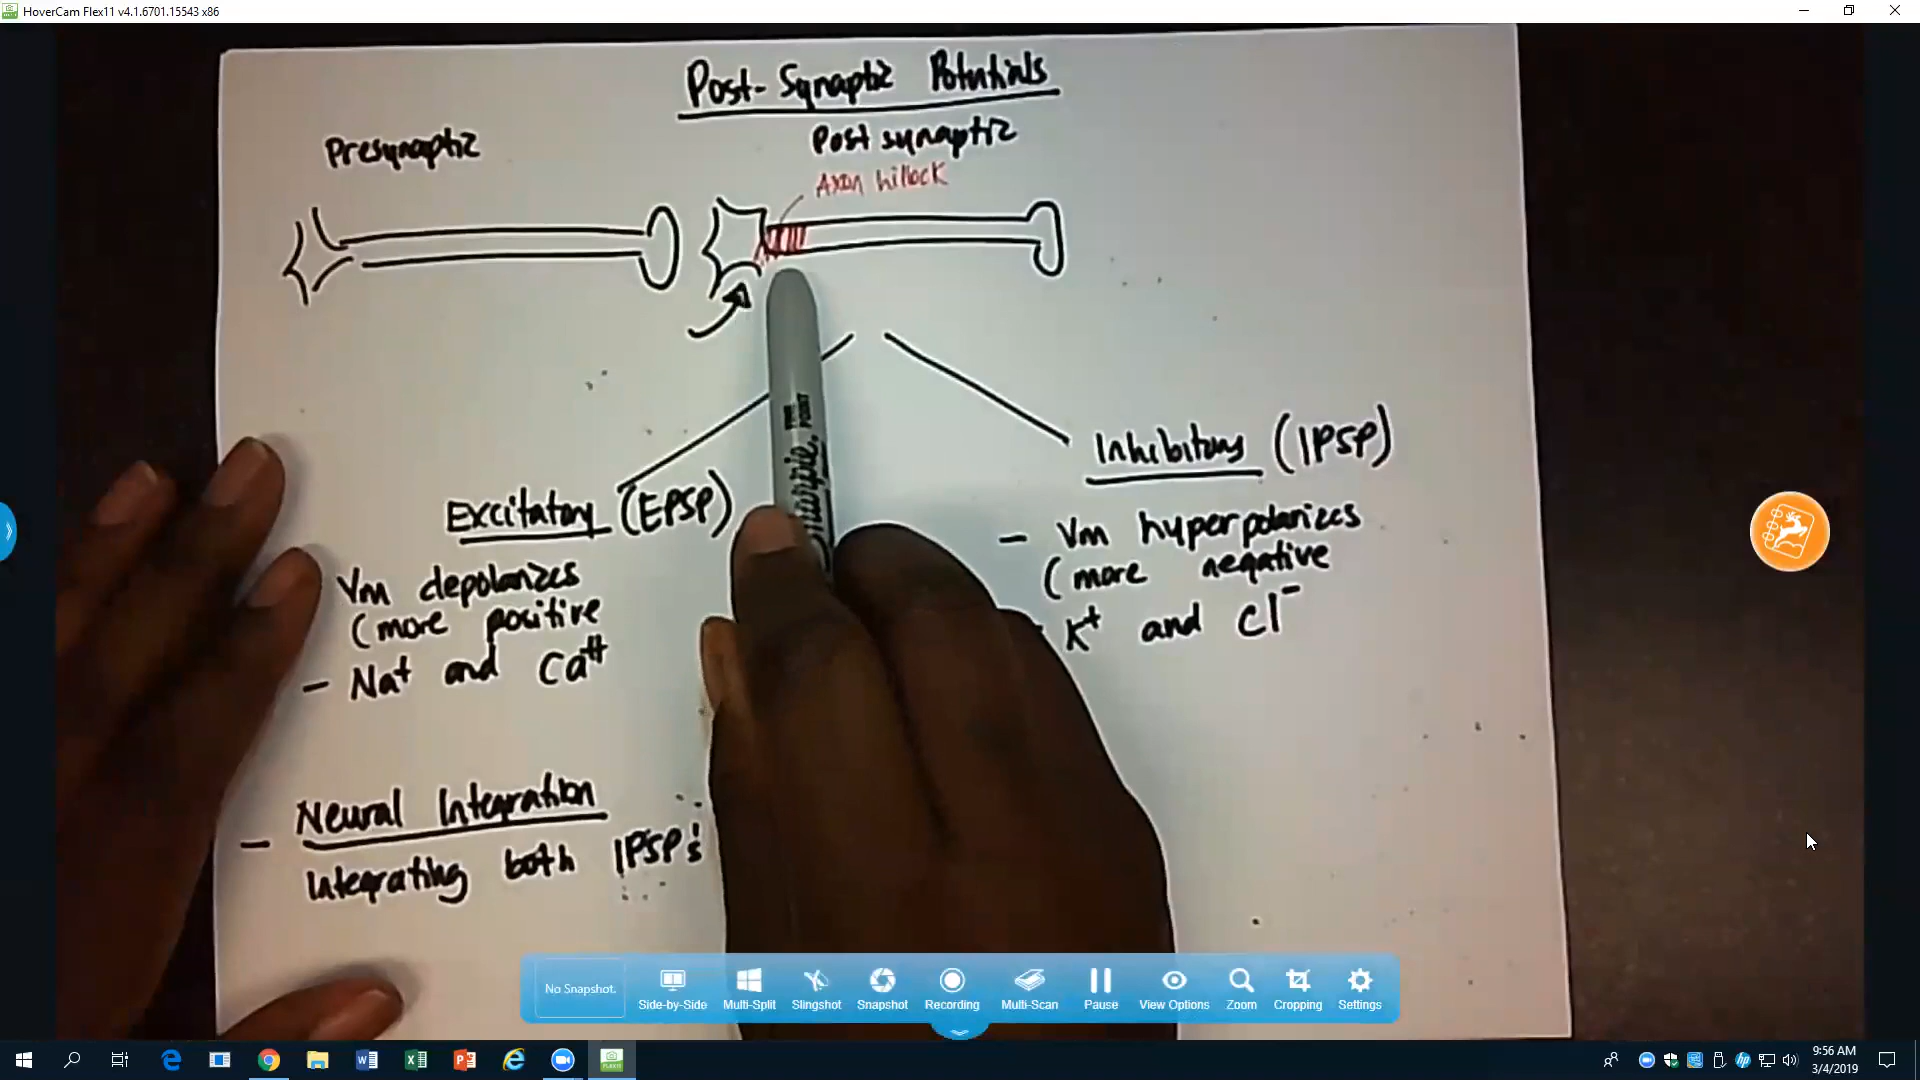 HoverCam Flex11 v4.1.6701.15543 x86
Post-Synaptic Potentials
Presynaptic
Post synaptic
Axon hillock
Inhibitory (IPSP)
Excitatory (EPSP)
- Vm hyperpolarizes
(more negative
K+ and Cl-
Vm depolarizes
(more positive
- Na+ and Ca++
Neural Integration
- Integrating both IPSP's
Sharpie.
FINE
POINT
No Snapshot.
Side-by-Side
Multi-Split
Slingshot
Snapshot
Recording
Multi-Scan
Pause
View Options
Zoom
Cropping
Settings
9:56 AM
3/4/2019